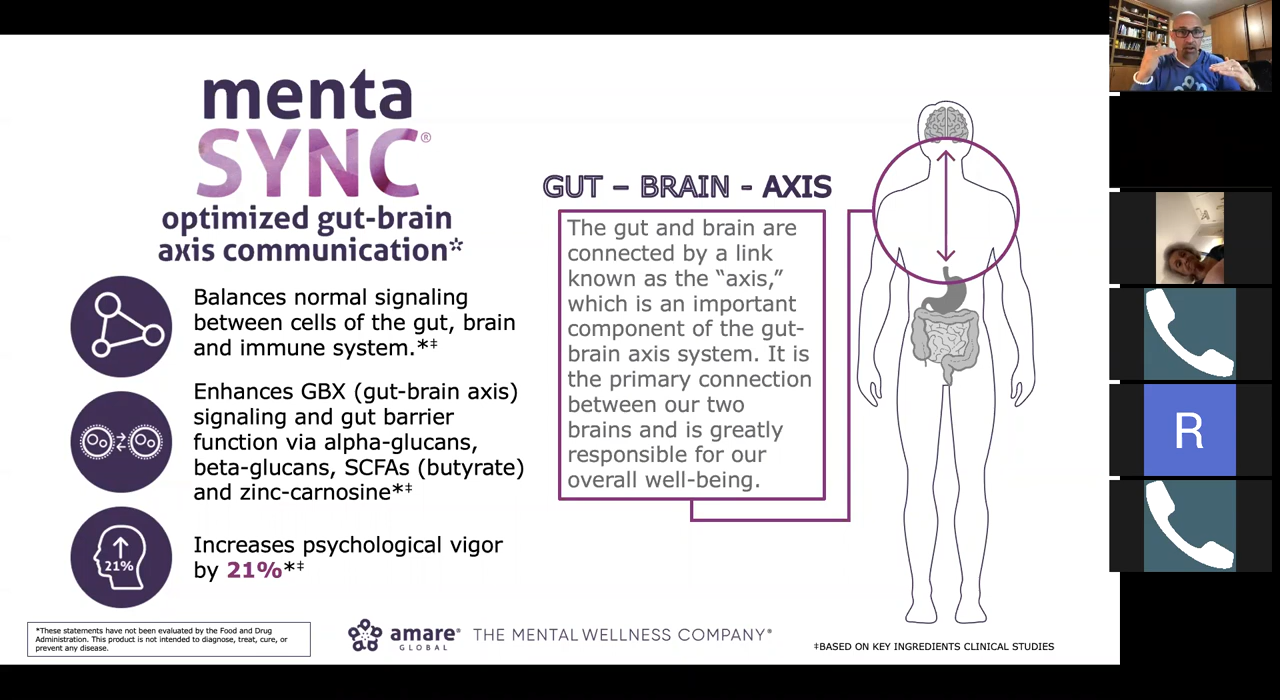 menta
SYNC®
optimized gut-brain
axis communication*
Balances normal signaling
between cells of the gut, brain
and immune system.*‡
Enhances GBX (gut-brain axis)
signaling and gut barrier
function via alpha-glucans,
beta-glucans, SCFAs (butyrate)
and zinc-carnosine*‡
21%
Increases psychological vigor
by 21%*‡
GUT – BRAIN - AXIS
The gut and brain are
connected by a link
known as the “axis,”
which is an important
component of the gut-
brain axis system. It is
the primary connection
between our two
brains and is greatly
responsible for our
overall well-being.
*These statements have not been evaluated by the Food and Drug
Administration. This product is not intended to diagnose, treat, cure, or
prevent any disease.
amare®
GLOBAL
THE MENTAL WELLNESS COMPANY®
‡BASED ON KEY INGREDIENTS CLINICAL STUDIES
R